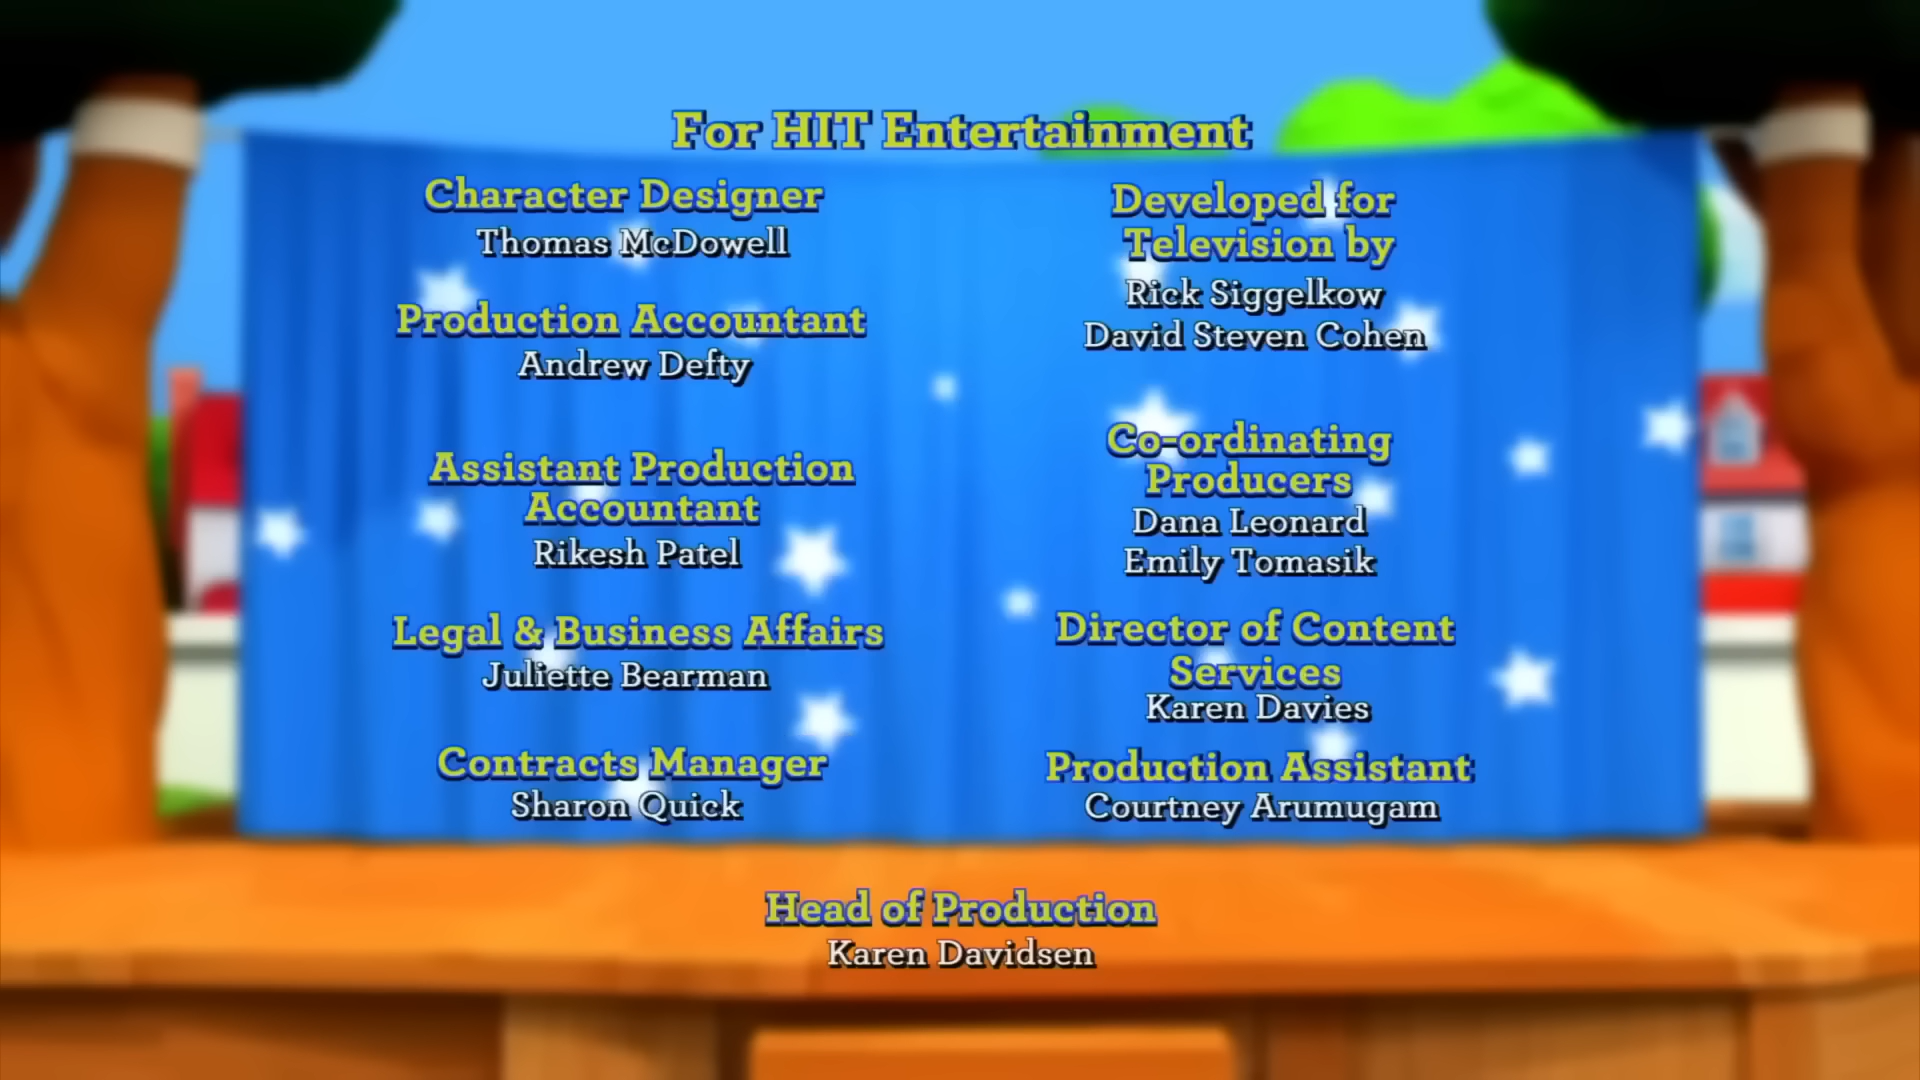 For HIT Entertainment
Character Designer
Thomas McDowell
Production Accountant
Andrew Defty
Assistant Production
Accountant
Rikesh Patel
Legal & Business Affairs
Juliette Bearman
Contracts Manager
Sharon Quick
Developed for
Television by
Rick Siggelkow
David Steven Cohen
Co-ordinating
Producers
Dana Leonard
Emily Tomasik
Director of Content
Services
Karen Davies
Production Assistant
Courtney Arumugam
Head of Production
Karen Davidsen